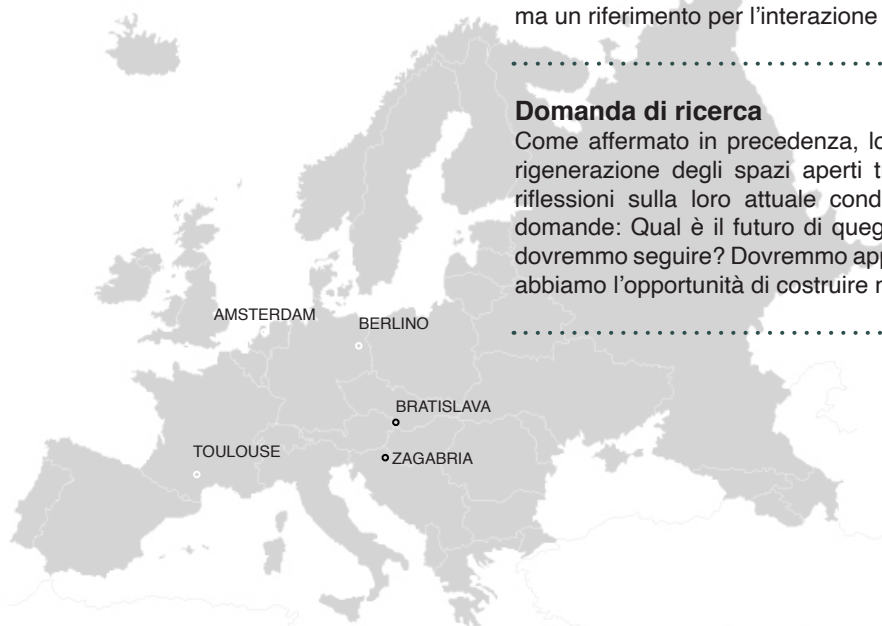 ma un riferimento per l’interazione
Domanda di ricerca
Come affermato in precedenza, lo
rigenerazione degli spazi aperti t
riflessioni sulla loro attuale cond
domande: Qual è il futuro di queg
dovremmo seguire? Dovremmo app
abbiamo l’opportunità di costruire
AMSTERDAM
BERLINO
BRATISLAVA
TOULOUSE
ZAGABRIA